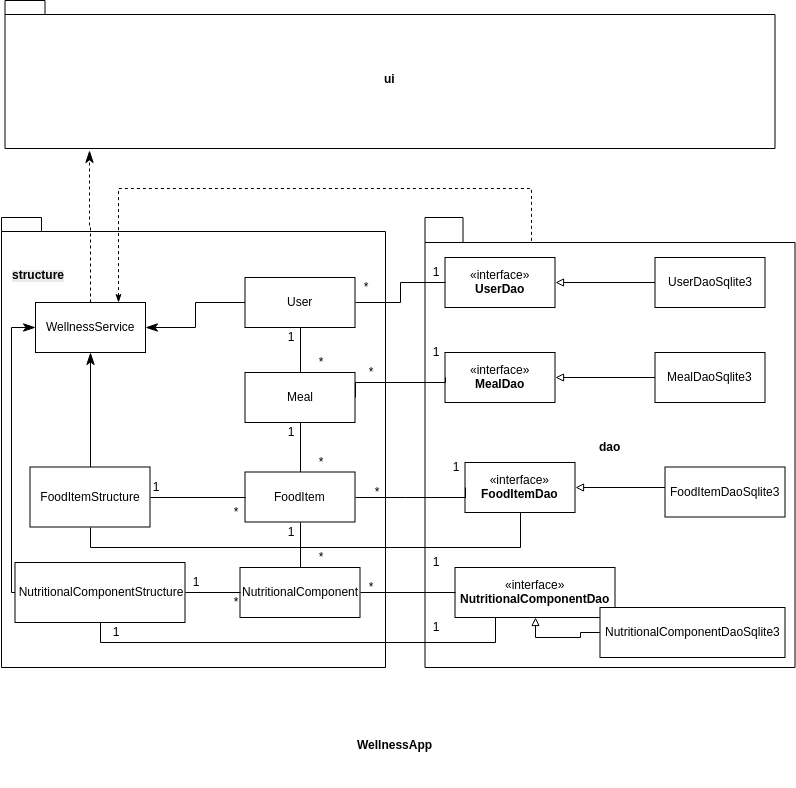 ui
structure
WellnessService
User
*
1
«interface»
UserDao
UserDaoSqlite3
1
*
Meal
*
1
«interface»
MealDao
MealDaoSqlite3
1
*
dao
FoodItemStructure
1
*
FoodItem
*
1
«interface»
FoodItemDao
FoodItemDaoSqlite3
1
*
NutritionalComponentStructure
1
*
NutritionalComponent
*
1
«interface»
NutritionalComponentDao
NutritionalComponentDaoSqlite3
1
1
WellnessApp